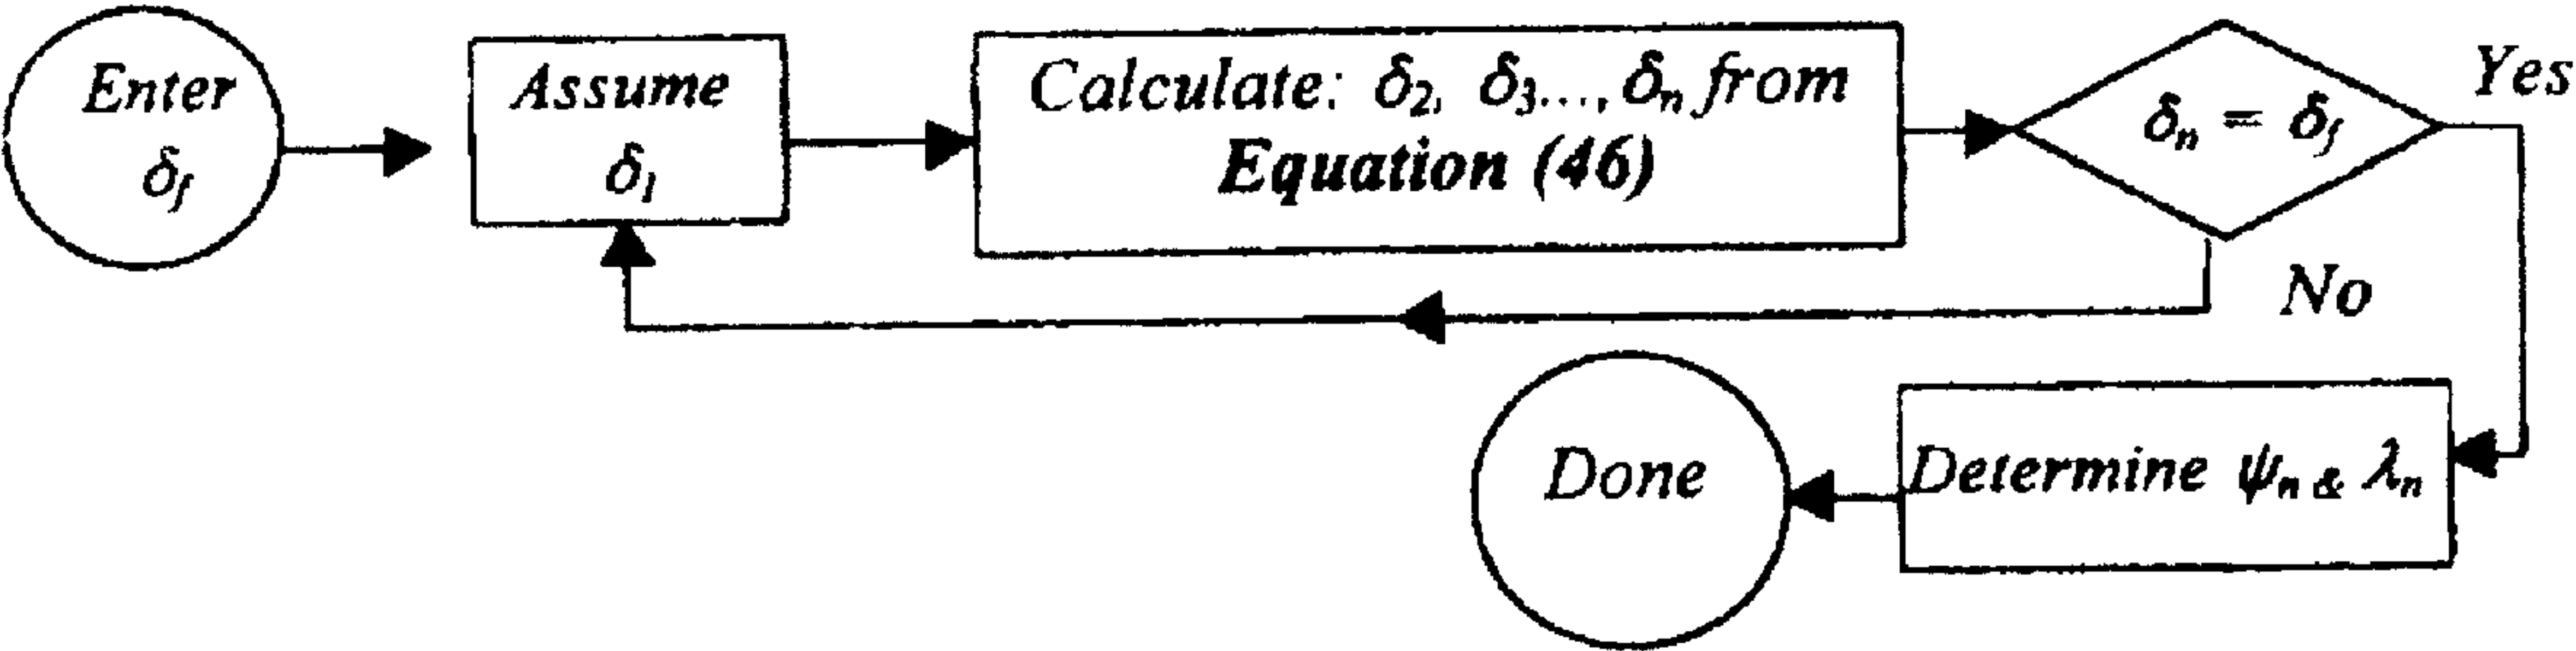 Enter
δf
Assume
δ1
Calculate: δ2, δ3...,δn from
Equation (46)
δn = δf
Yes
No
Determine ψn & λn
Done